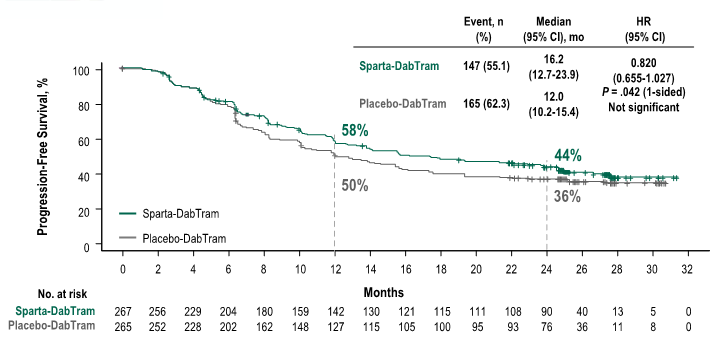 Event, n Median HR
(%) (95% CI), mo (95% CI)
Sparta-DabTram 147 (55.1) 16.2 (12.7-23.9) 0.820
(0.655-1.027)
P = .042 (1-sided)
Not significant
Placebo-DabTram 165 (62.3) 12.0 (10.2-15.4)
Progression-Free Survival, %
100
80
60
40
20
0
58%
50%
44%
36%
Sparta-DabTram
Placebo-DabTram
0 2 4 6 8 10 12 14 16 18 20 22 24 26 28 30 32
No. at risk Months
Sparta-DabTram 267 256 229 204 180 159 142 130 121 115 111 108 90 40 13 5 0
Placebo-DabTram 265 252 228 202 162 148 127 115 105 100 95 93 76 36 11 8 0